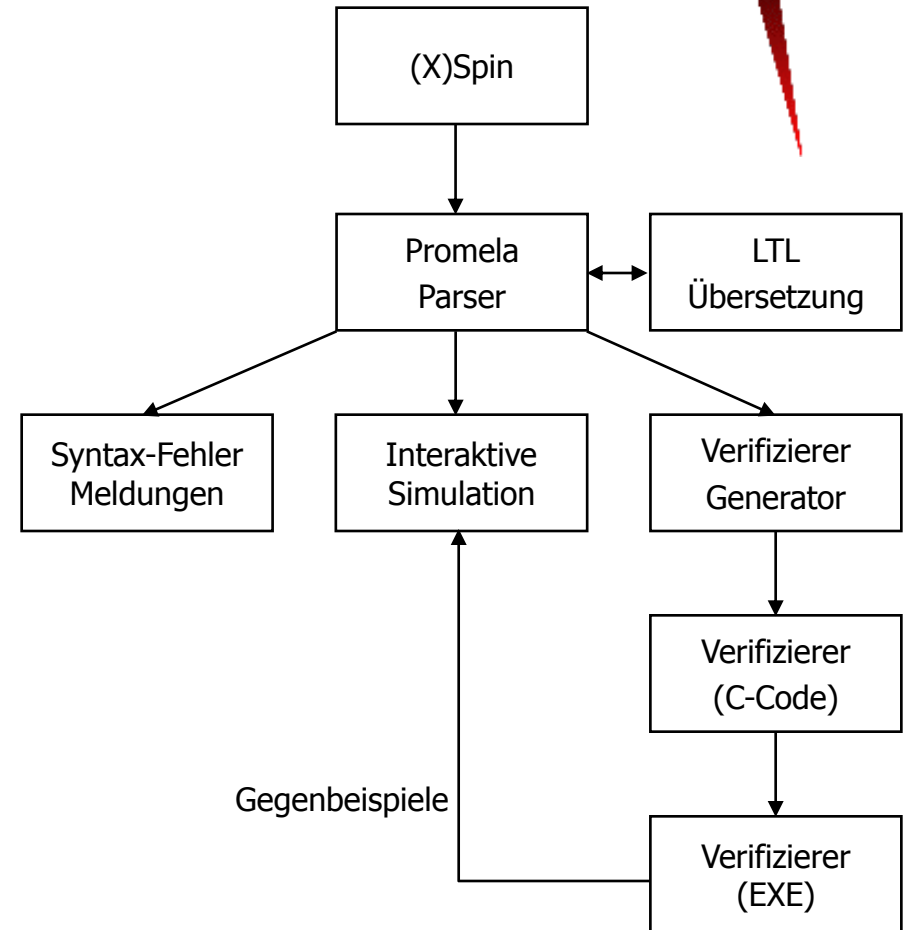 (X)Spin
Promela
Parser
LTL
Übersetzung
Syntax-Fehler
Meldungen
Interaktive
Simulation
Verifizierer
Generator
Verifizierer
(C-Code)
Gegenbeispiele
Verifizierer
(EXE)